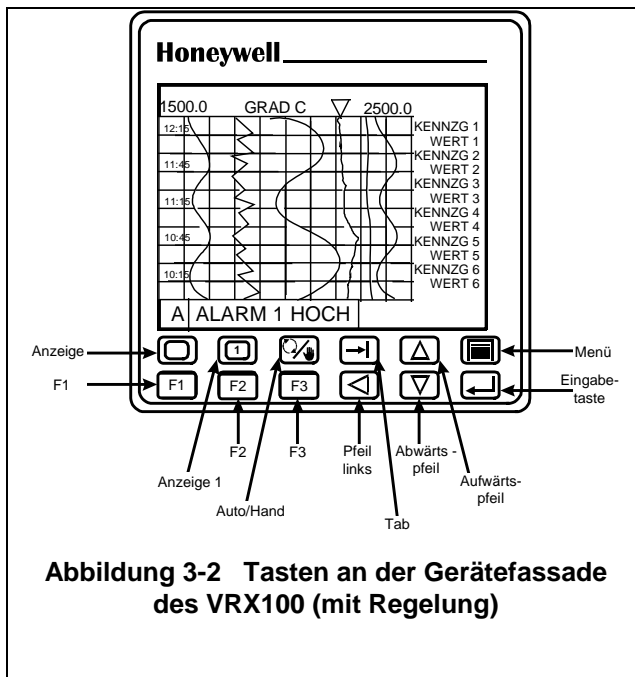 Honeywell
1500.0 GRAD C 2500.0
12:15
11:45
11:15
10:45
10:15
KENNZG 1
WERT 1
KENNZG 2
WERT 2
KENNZG 3
WERT 3
KENNZG 4
WERT 4
KENNZG 5
WERT 5
KENNZG 6
WERT 6
A ALARM 1 HOCH
1
F1 F2 F3
Anzeige
F1
Anzeige 1
F2
Auto/Hand
F3
Pfeil
links
Tab
Abwärts -
pfeil
Aufwärts-
pfeil
Menü
Eingabe-
taste
Abbildung 3-2 Tasten an der Gerätefassade
des VRX100 (mit Regelung)